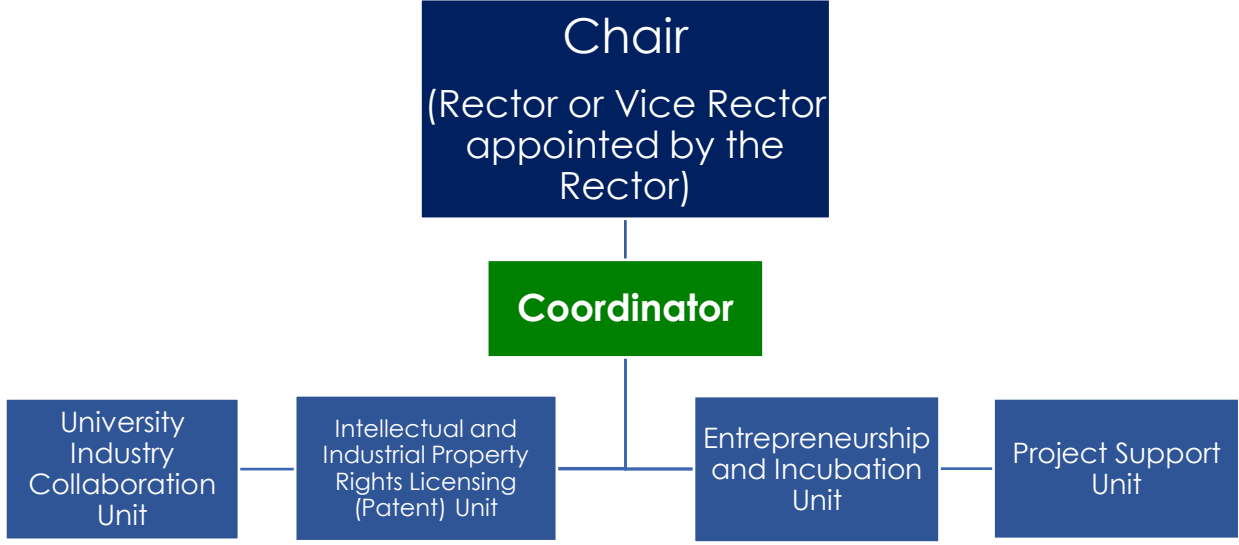 Chair
(Rector or Vice Rector
appointed by the
Rector)
Coordinator
University
Industry
Collaboration
Unit
Intellectual and
Industrial Property
Rights Licensing
(Patent) Unit
Entrepreneurship
and Incubation
Unit
Project Support
Unit